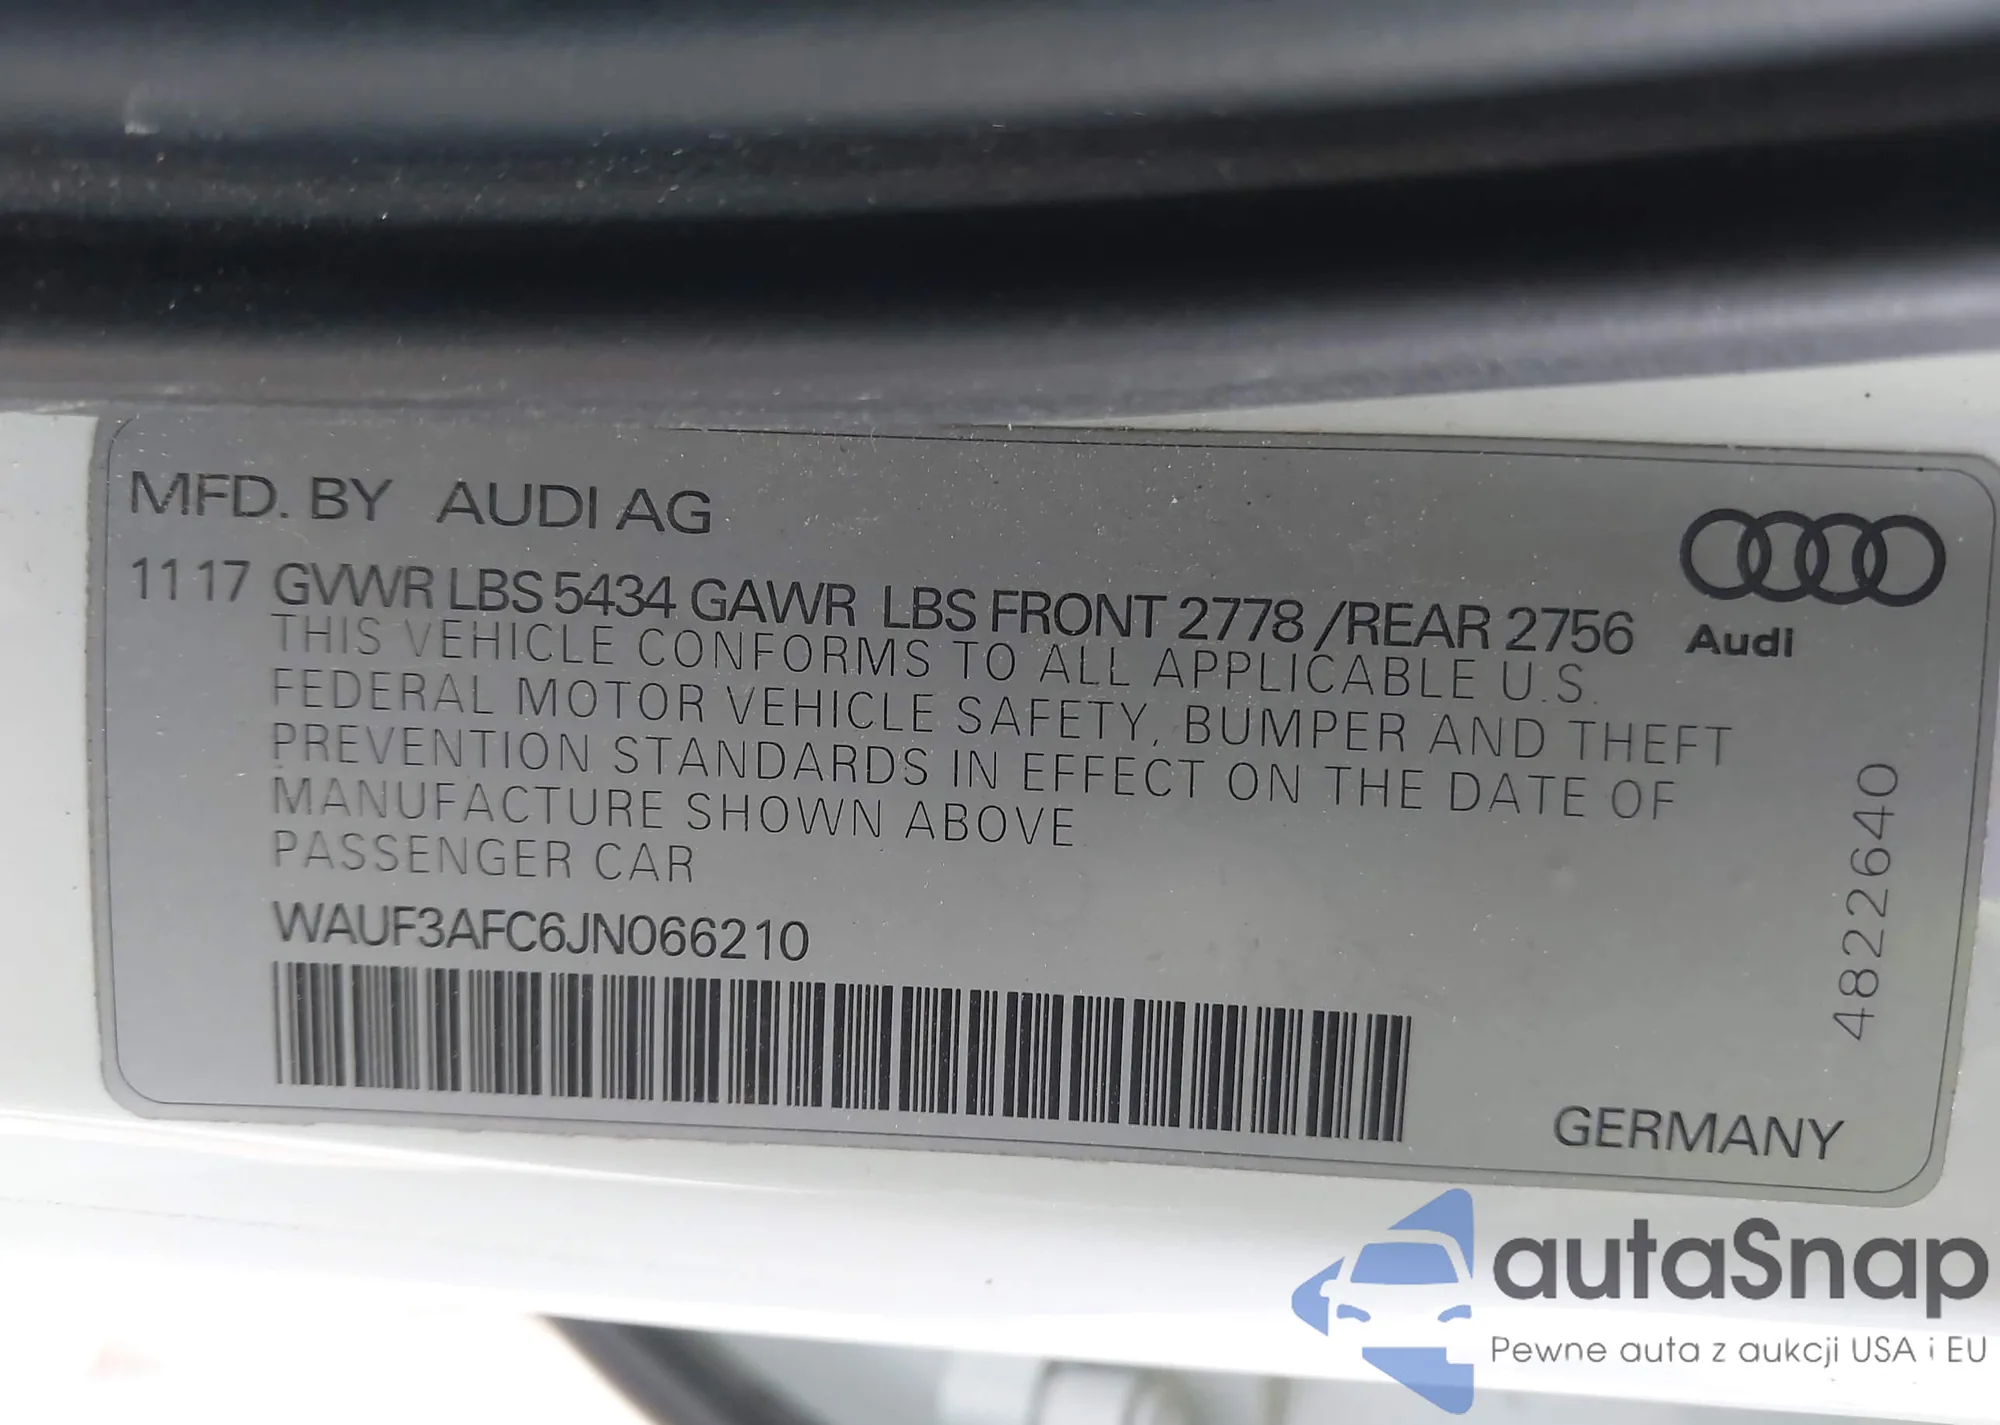 MFD. BY AUDI AG
11 17 GVWR LBS 5434 GAWR LBS FRONT 2778 /REAR 2756
Audi
THIS VEHICLE CONFORMS TO ALL APPLICABLE U.S.
FEDERAL MOTOR VEHICLE SAFETY, BUMPER AND THEFT
PREVENTION STANDARDS IN EFFECT ON THE DATE OF
MANUFACTURE SHOWN ABOVE
PASSENGER CAR
WAUF3AFC6JN066210
4822640
GERMANY
autaSnap
Pewne auta z aukcji USA i EU